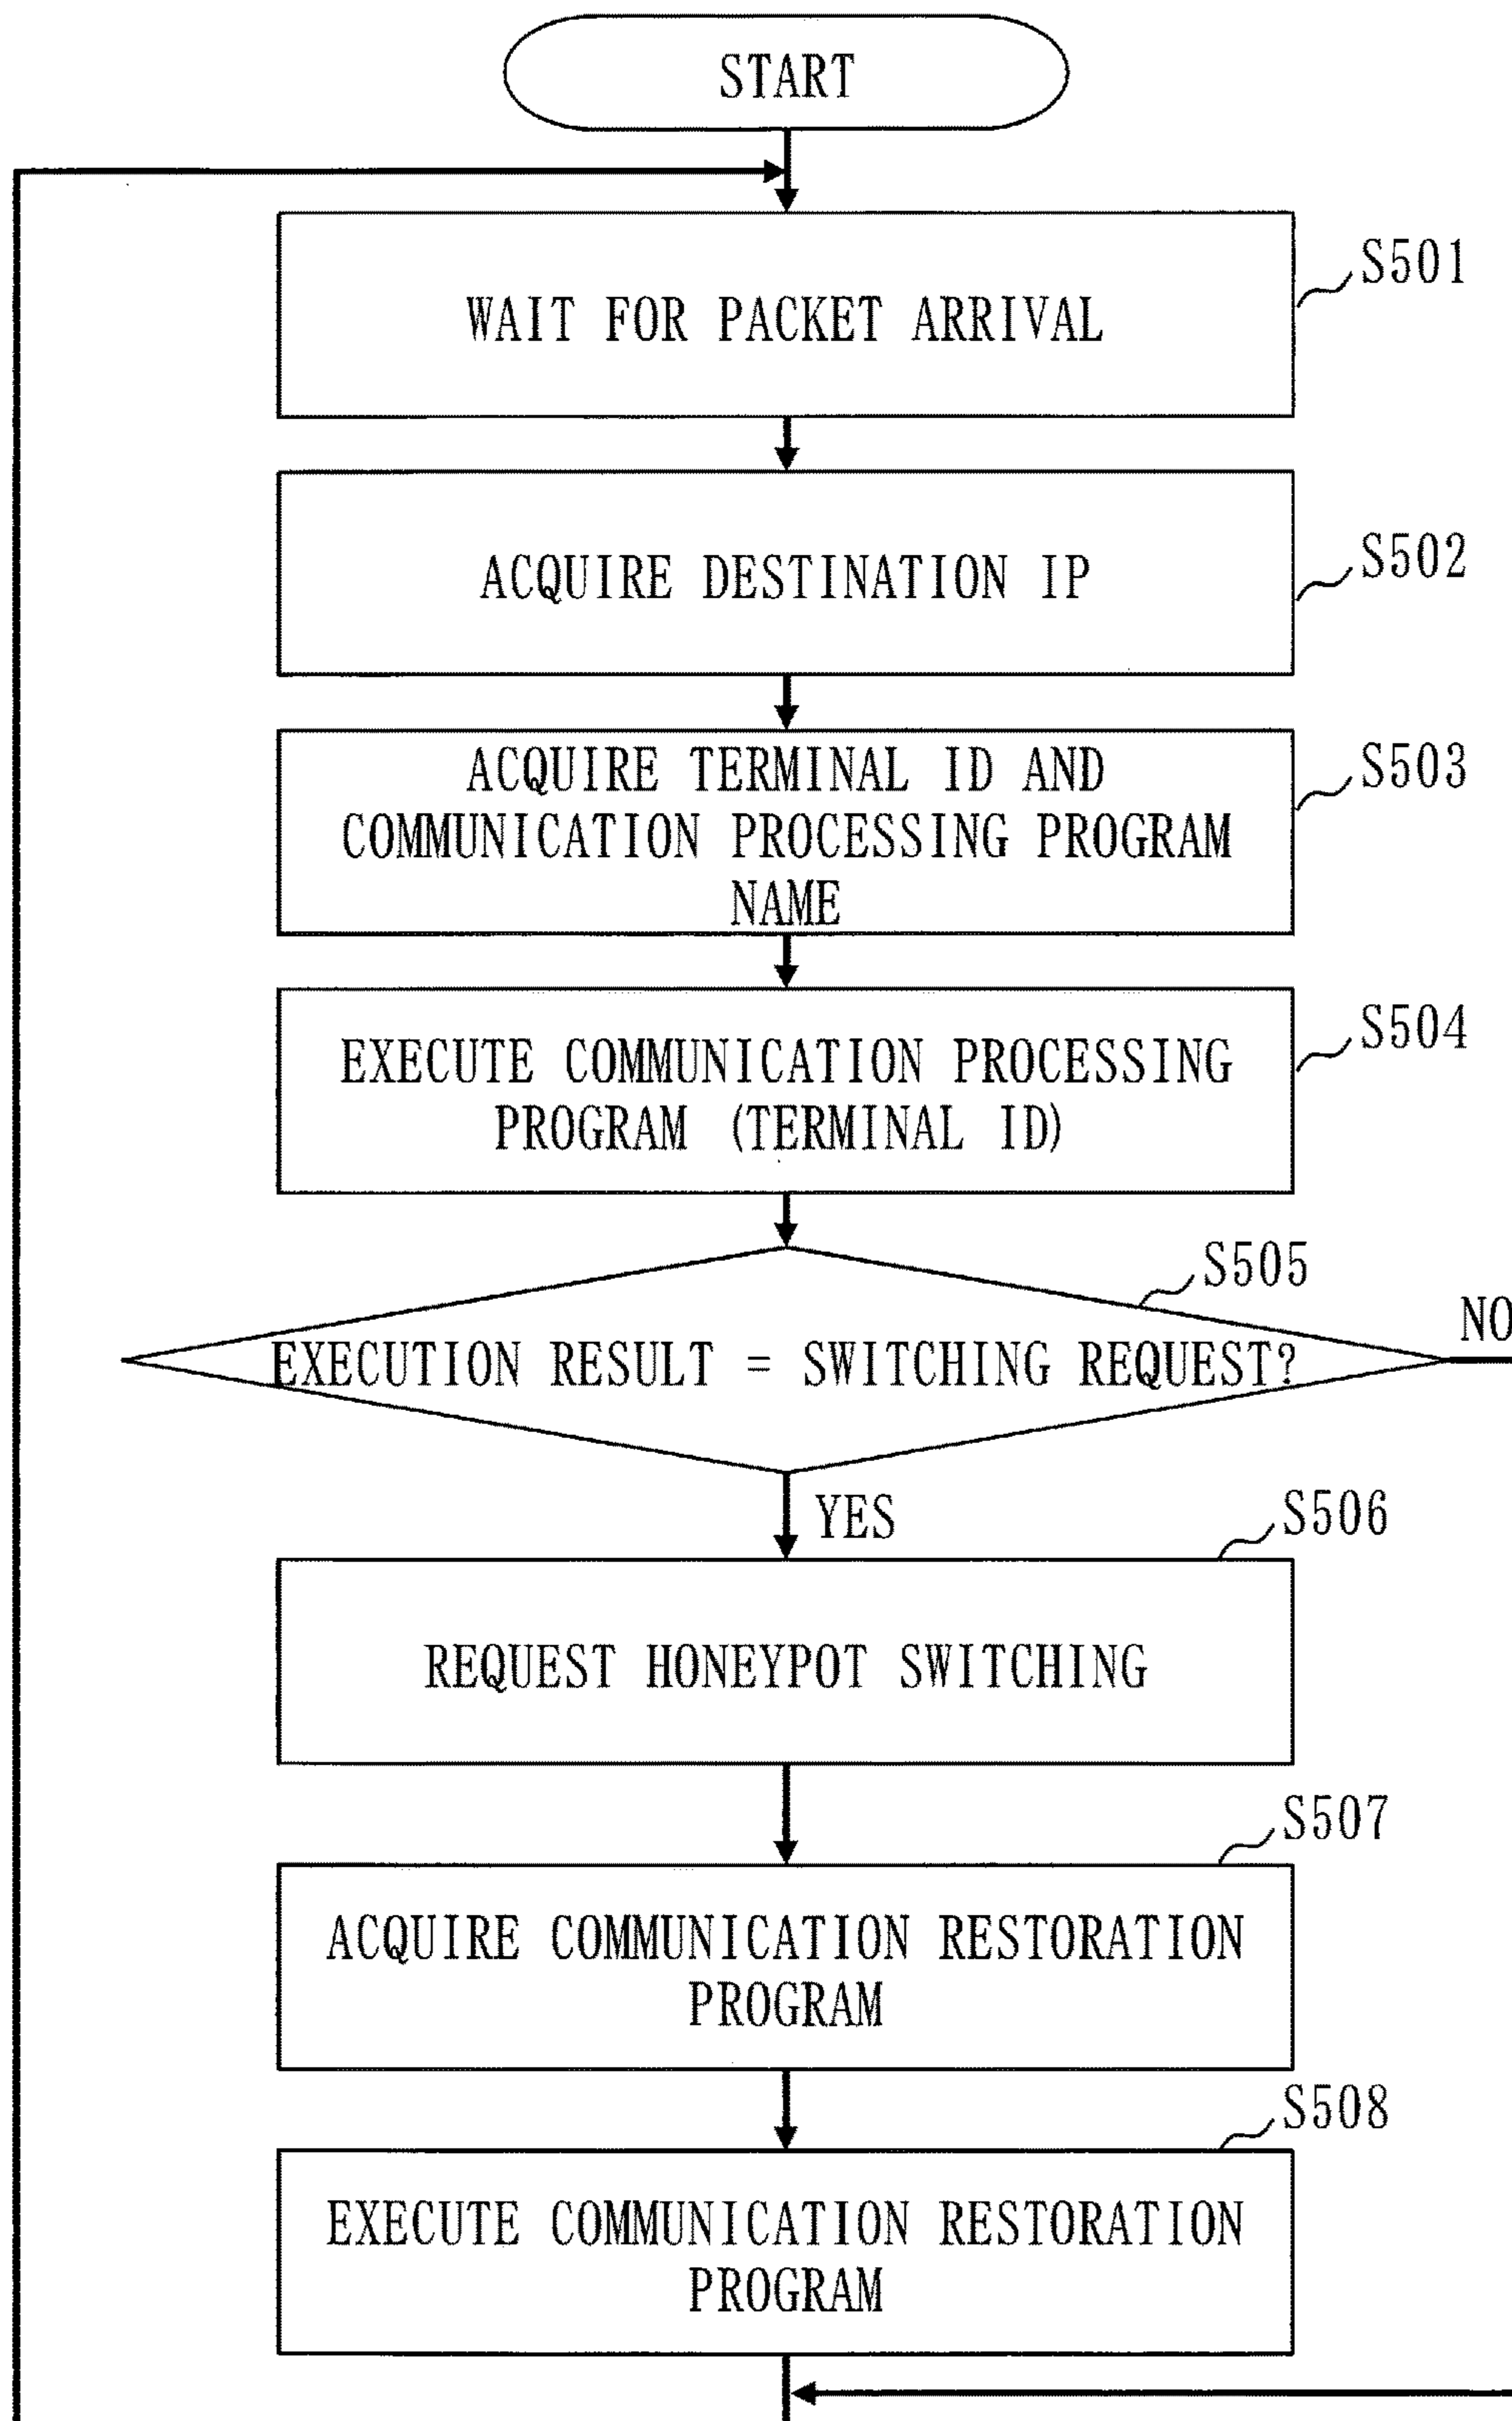 START
WAIT FOR PACKET ARRIVAL
S501
ACQUIRE DESTINATION IP
S502
ACQUIRE TERMINAL ID AND
COMMUNICATION PROCESSING PROGRAM
NAME
S503
EXECUTE COMMUNICATION PROCESSING
PROGRAM (TERMINAL ID)
S504
S505
EXECUTION RESULT = SWITCHING REQUEST?
NO
YES
S506
REQUEST HONEYPOT SWITCHING
S507
ACQUIRE COMMUNICATION RESTORATION
PROGRAM
S508
EXECUTE COMMUNICATION RESTORATION
PROGRAM